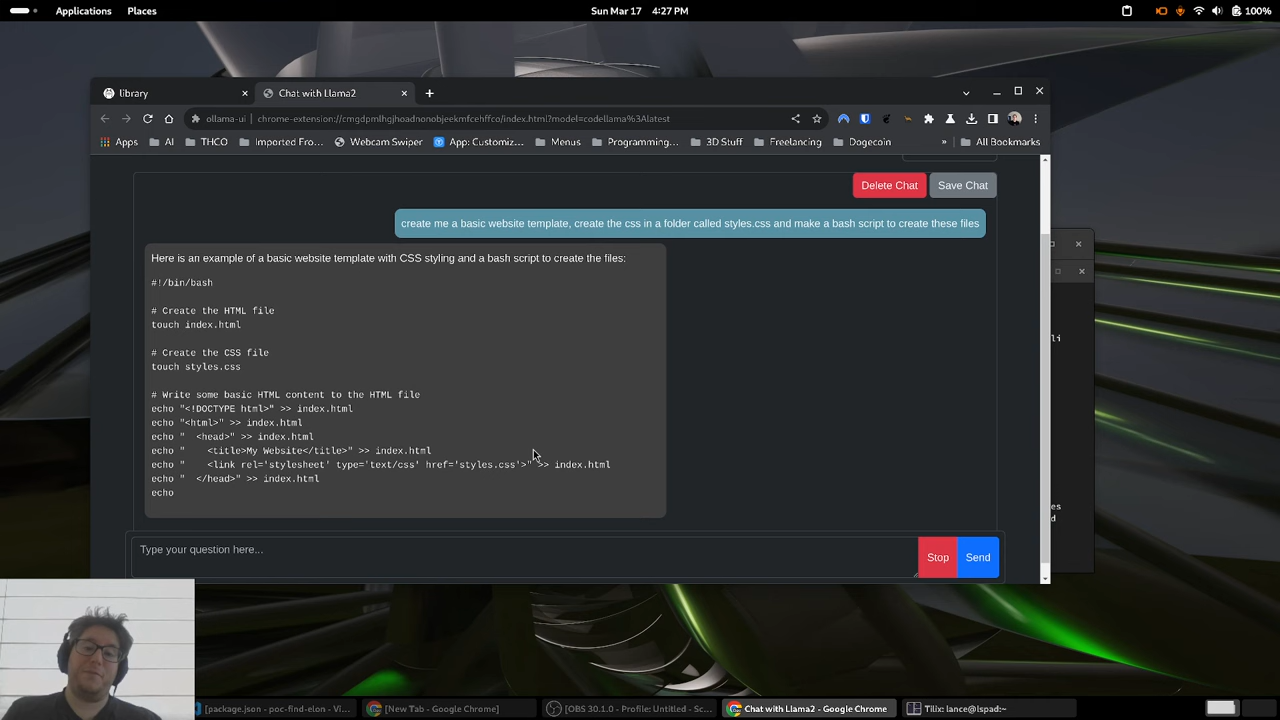 Applications Places Sun Mar 17 4:27 PM 100%
library Chat with Llama2
ollama-ui chrome-extension://cmgdpmlhgjhoadnonobjeekmfcehffco/index.html?model=codellama%3Alatest
Apps AI THCO Imported Fro... Webcam Swiper App: Customiz... Menus Programming... 3D Stuff Freelancing Dogecoin » All Bookmarks
Delete Chat Save Chat
create me a basic website template, create the css in a folder called styles.css and make a bash script to create these files
Here is an example of a basic website template with CSS styling and a bash script to create the files:
#!/bin/bash
# Create the HTML file
touch index.html
# Create the CSS file
touch styles.css
# Write some basic HTML content to the HTML file
echo "<!DOCTYPE html>" >> index.html
echo "<html>" >> index.html
echo "  <head>" >> index.html
echo "    <title>My Website</title>" >> index.html
echo "    <link rel='stylesheet' type='text/css' href='styles.css'>" >> index.html
echo "  </head>" >> index.html
echo
li
es
d
Type your question here...
Stop Send
[package.json - poc-find-elon - Vi... [New Tab - Google Chrome] [OBS 30.1.0 - Profile: Untitled - Sc... Chat with Llama2 - Google Chrome Tilix: lance@lspad:~